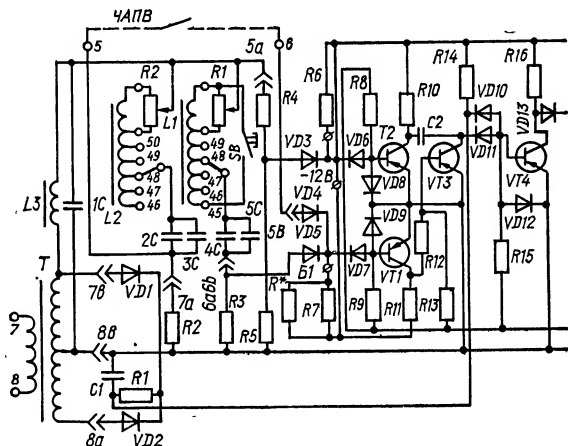 ЧАПВ
5 5а 6
R2 R1 R4 R6 R8 R10 R14 R16
L1 VD10
50 49 C2 VD13
49 48 SB VD3 VD6 T2 VD11
48 47 -12В VD8 VT3 VT4
47 46 VD4 VD9 VD12
L3 1C L2 46 45 5C VD5
2C 4C 5В Б1 VD7 VT1 R12 R15
T 3C R*
7в VD1 7а 6а6в R3 R5 R7 R9 R11 R13
7 R2
8в
8 C1 R1
8а VD2